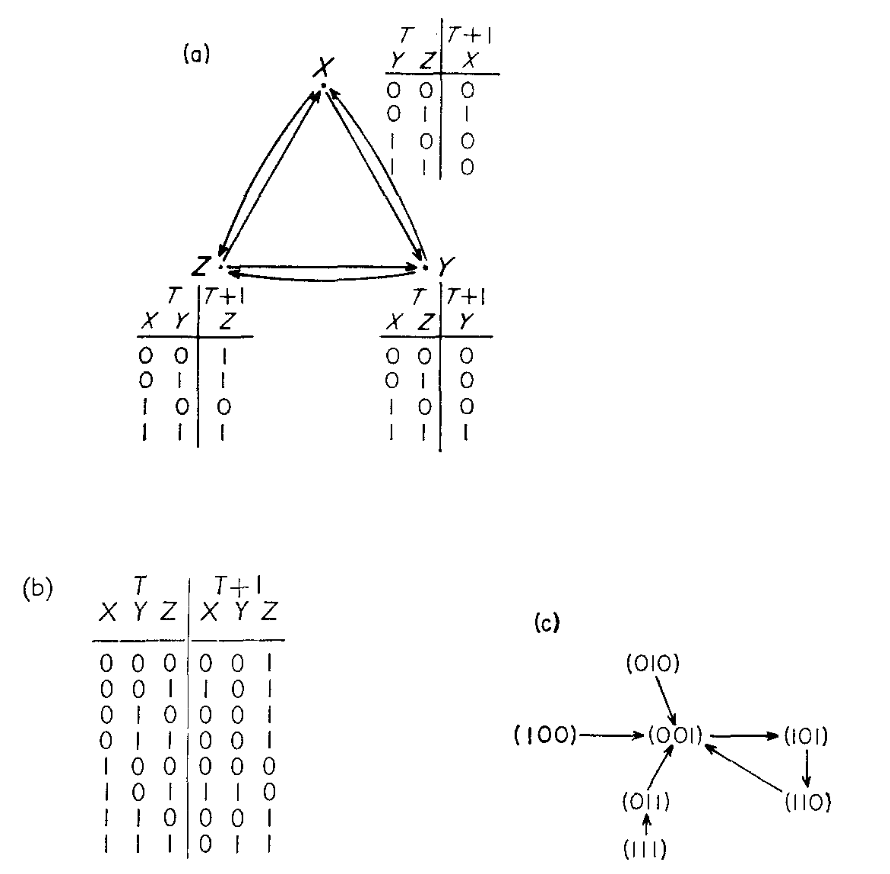 (a)
X
T T+1
Y Z X
0 0 0
0 1 1
1 0 0
1 1 0
Z
Y
T T+1
X Y Z
0 0 1
0 1 1
1 0 0
1 1 1
T T+1
X Z Y
0 0 0
0 1 0
1 0 0
1 1 1
(b)
T T+1
X Y Z X Y Z
0 0 0 0 0 1
0 0 1 1 0 1
0 1 0 0 0 1
0 1 1 0 0 1
1 0 0 0 0 0
1 0 1 1 1 0
1 1 0 0 0 1
1 1 1 0 1 1
(c)
(010)
(100) (001) (101)
(011) (110)
(111)